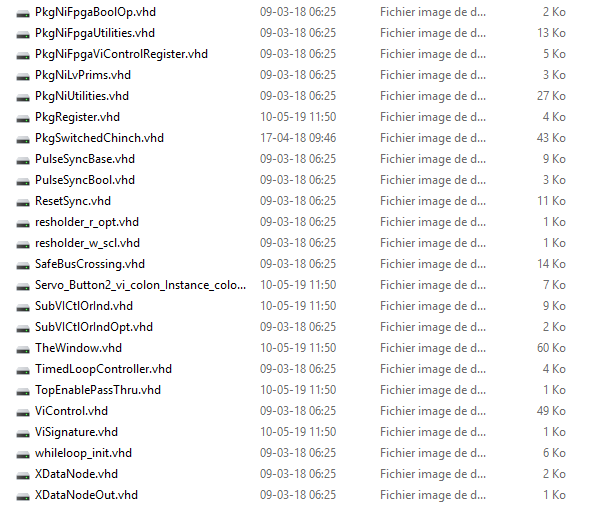 PkgNiFpgaBoolOp.vhd 09-03-18 06:25 Fichier image de d... 2 Ko
PkgNiFpgaUtilities.vhd 09-03-18 06:25 Fichier image de d... 13 Ko
PkgNiFpgaViControlRegister.vhd 09-03-18 06:25 Fichier image de d... 5 Ko
PkgNiLvPrims.vhd 09-03-18 06:25 Fichier image de d... 3 Ko
PkgNiUtilities.vhd 09-03-18 06:25 Fichier image de d... 27 Ko
PkgRegister.vhd 10-05-19 11:50 Fichier image de d... 4 Ko
PkgSwitchedChinch.vhd 17-04-18 09:46 Fichier image de d... 43 Ko
PulseSyncBase.vhd 09-03-18 06:25 Fichier image de d... 9 Ko
PulseSyncBool.vhd 09-03-18 06:25 Fichier image de d... 3 Ko
ResetSync.vhd 09-03-18 06:25 Fichier image de d... 11 Ko
resholder_r_opt.vhd 09-03-18 06:25 Fichier image de d... 1 Ko
resholder_w_scl.vhd 09-03-18 06:25 Fichier image de d... 1 Ko
SafeBusCrossing.vhd 09-03-18 06:25 Fichier image de d... 14 Ko
Servo_Button2_vi_colon_Instance_colo... 10-05-19 11:50 Fichier image de d... 7 Ko
SubVICtlOrInd.vhd 10-05-19 11:50 Fichier image de d... 9 Ko
SubVICtlOrIndOpt.vhd 09-03-18 06:25 Fichier image de d... 2 Ko
TheWindow.vhd 10-05-19 11:50 Fichier image de d... 60 Ko
TimedLoopController.vhd 09-03-18 06:25 Fichier image de d... 4 Ko
TopEnablePassThru.vhd 10-05-19 11:50 Fichier image de d... 1 Ko
ViControl.vhd 09-03-18 06:25 Fichier image de d... 49 Ko
ViSignature.vhd 10-05-19 11:50 Fichier image de d... 1 Ko
whileloop_init.vhd 09-03-18 06:25 Fichier image de d... 6 Ko
XDataNode.vhd 09-03-18 06:25 Fichier image de d... 2 Ko
XDataNodeOut.vhd 09-03-18 06:25 Fichier image de d... 1 Ko